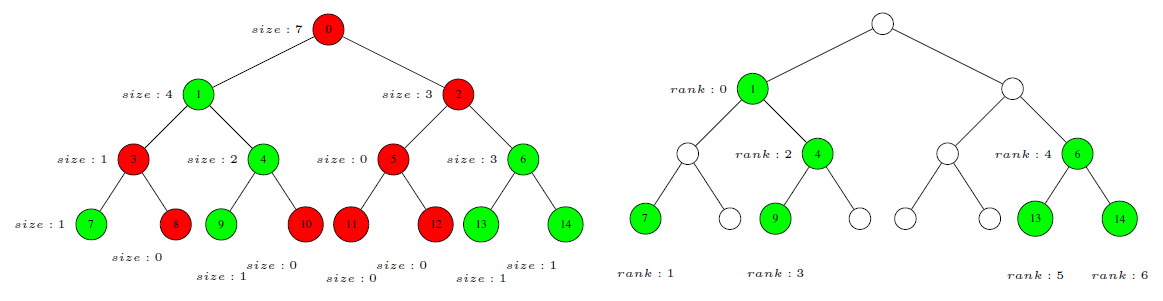 size : 7 0
size : 4 1 size : 3 2 rank : 0 1
size : 1 3 size : 2 4 size : 0 5 size : 3 6 rank : 2 4 rank : 4 6
size : 1 7 8 9 10 11 12 13 14 7 9 13 14
size : 0 size : 0 size : 0 size : 1
size : 1 size : 0 size : 1 rank : 1 rank : 3 rank : 5 rank : 6